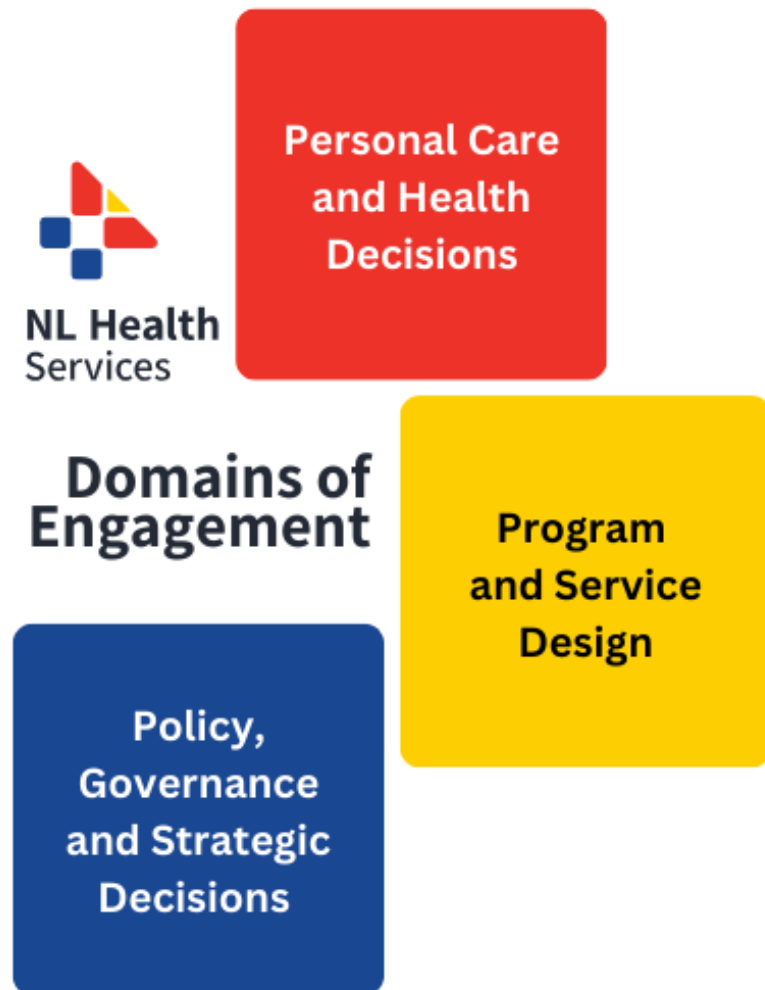 Personal Care
and Health
Decisions
NL Health
Services
Domains of
Engagement
Program
and Service
Design
Policy,
Governance
and Strategic
Decisions